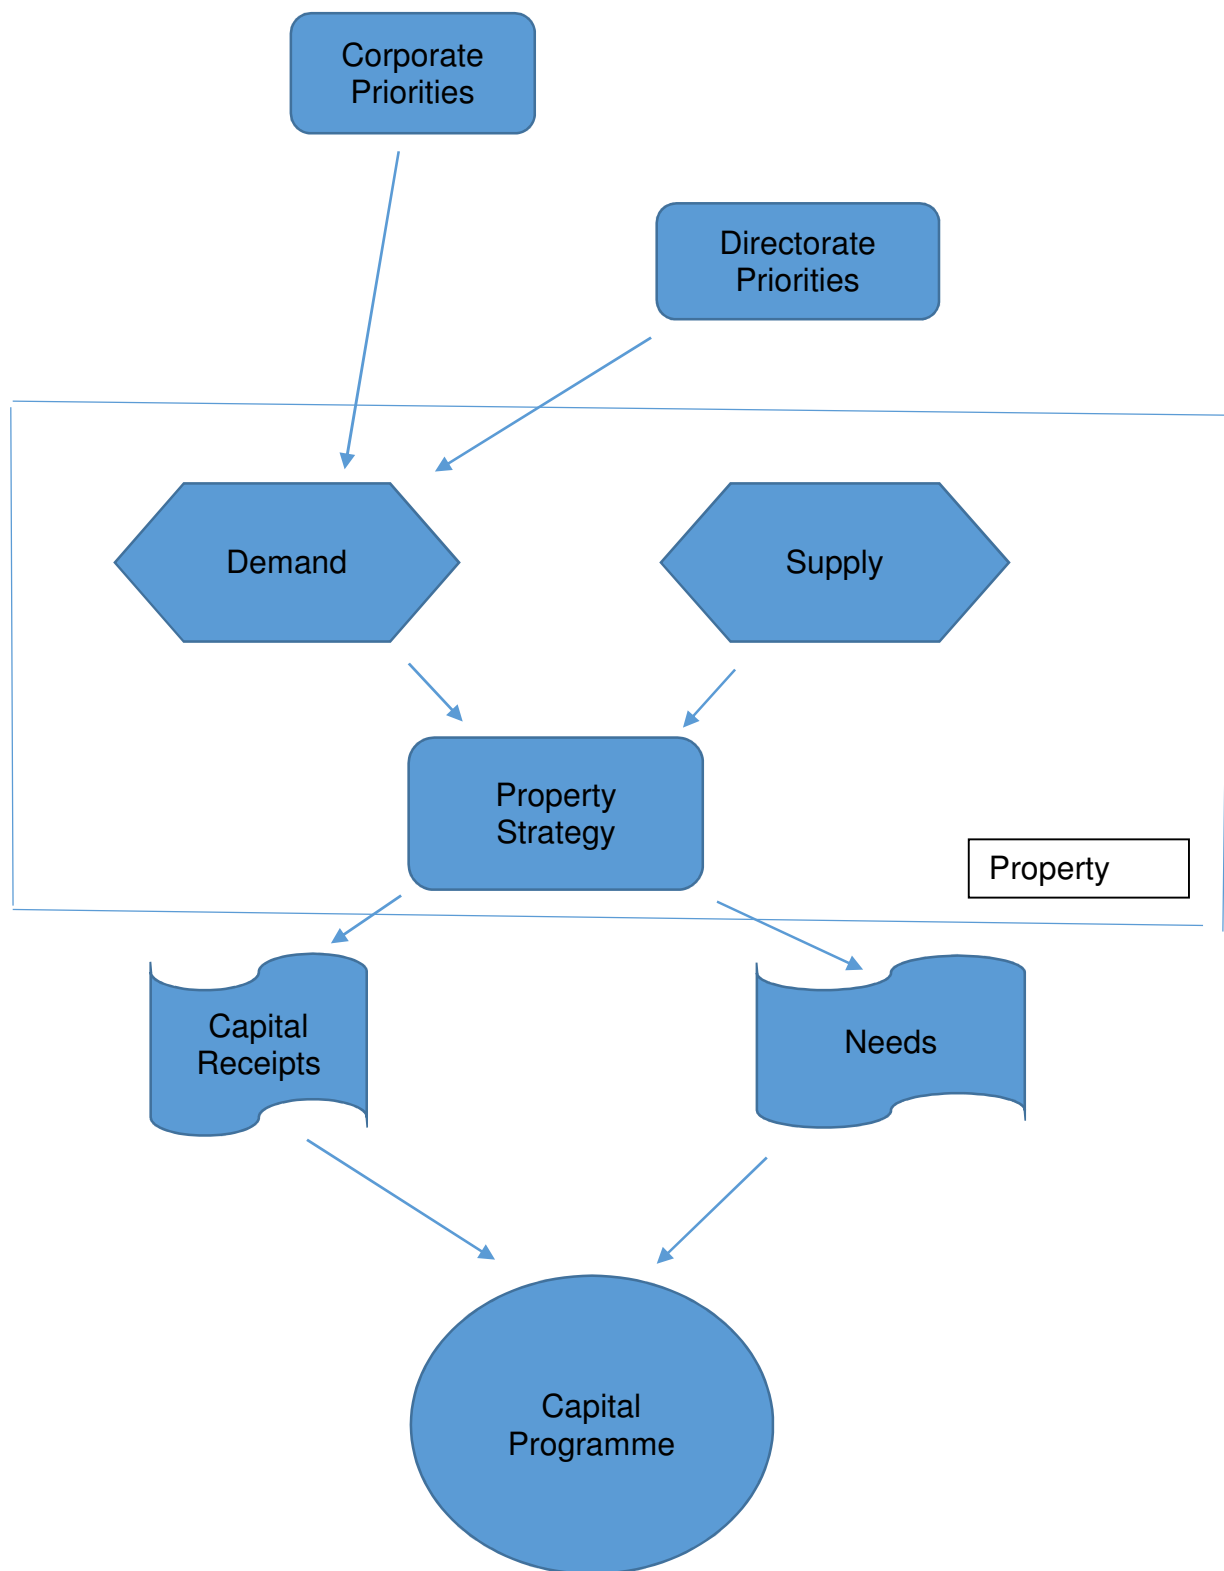 Corporate
Priorities
Directorate
Priorities
Demand
Supply
Property
Strategy
Property
Capital
Receipts
Needs
Capital
Programme